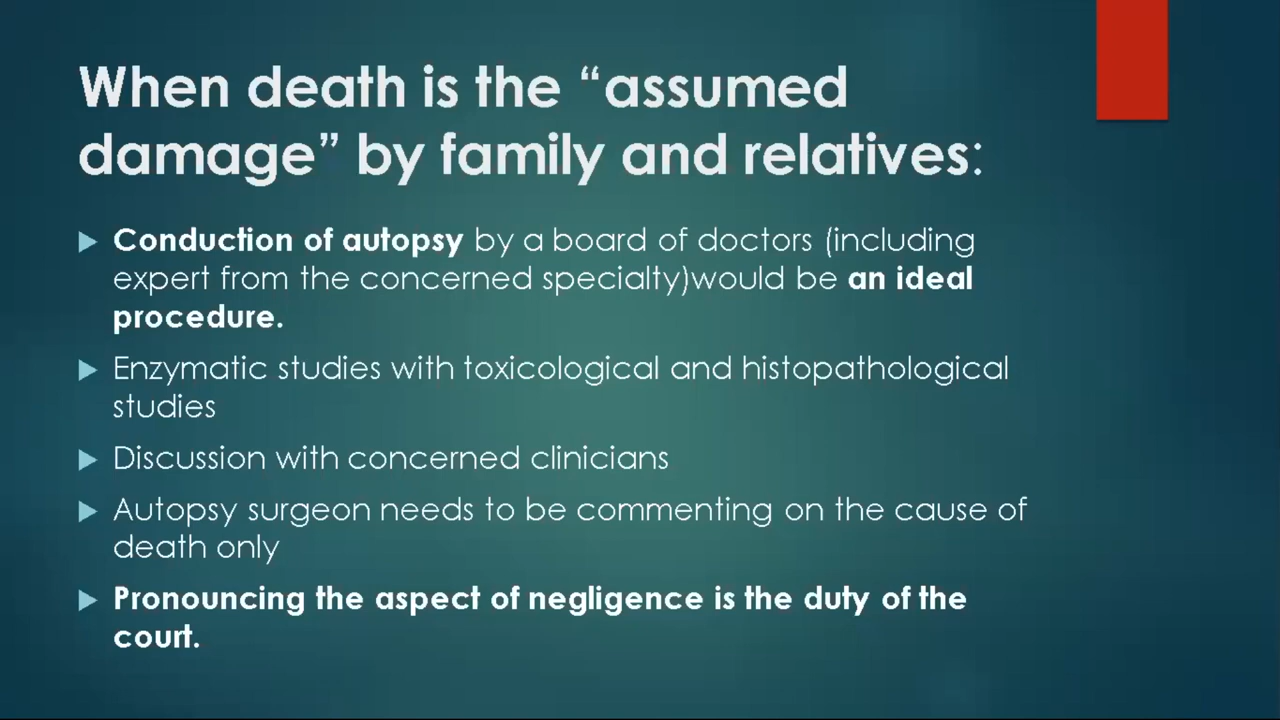 When death is the “assumed
damage” by family and relatives:
Conduction of autopsy by a board of doctors (including
expert from the concerned specialty)would be an ideal
procedure.
Enzymatic studies with toxicological and histopathological
studies
Discussion with concerned clinicians
Autopsy surgeon needs to be commenting on the cause of
death only
Pronouncing the aspect of negligence is the duty of the
court.